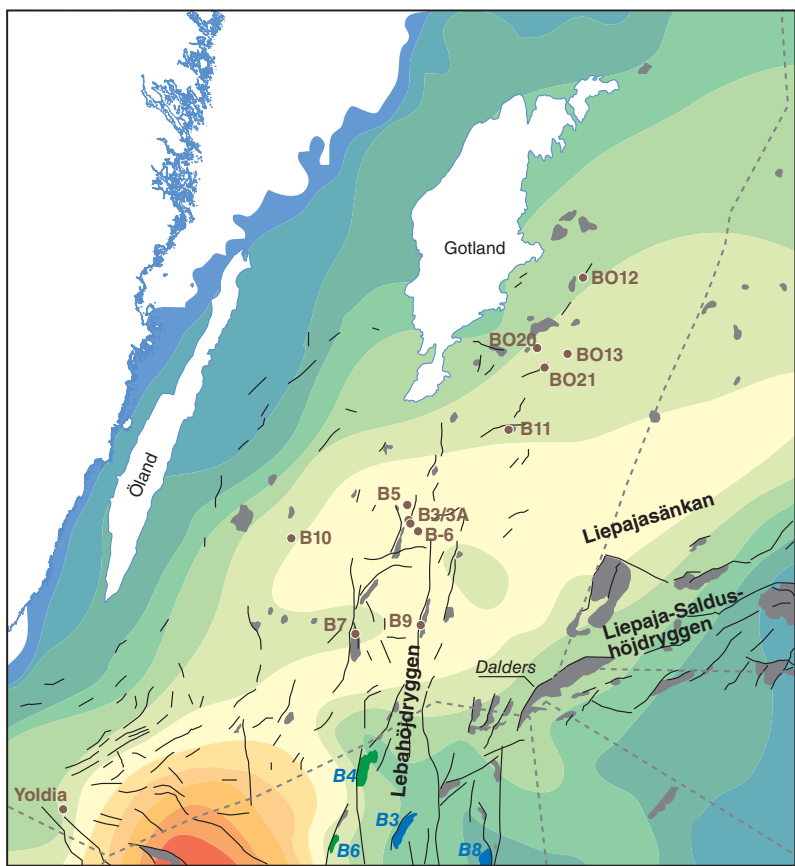 Gotland
BO12
BO20
BO13
BO21
B11
Öland
B5
B3/3A
B-6
B10
Liepajasänkan
Liepaja-Saldus-
höjdryggen
B7
B9
Dalders
Lebahöjdryggen
B4
Yoldia
B3
B6
B8